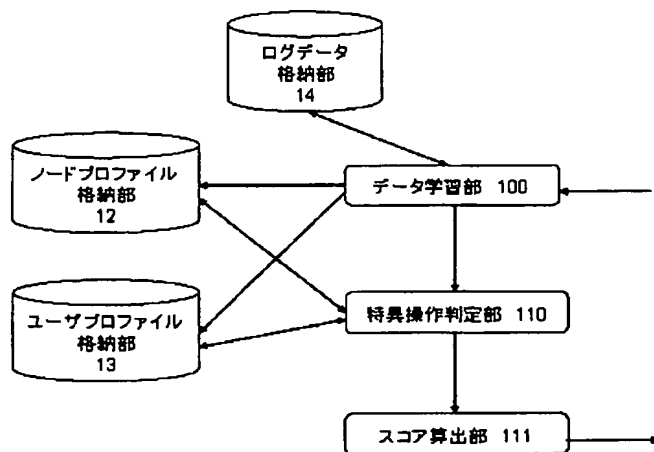 ログデータ
格納部
14
ノードプロファイル
格納部
12
データ学習部 100
ユーザプロファイル
格納部
13
特異操作判定部 110
スコア算出部 111